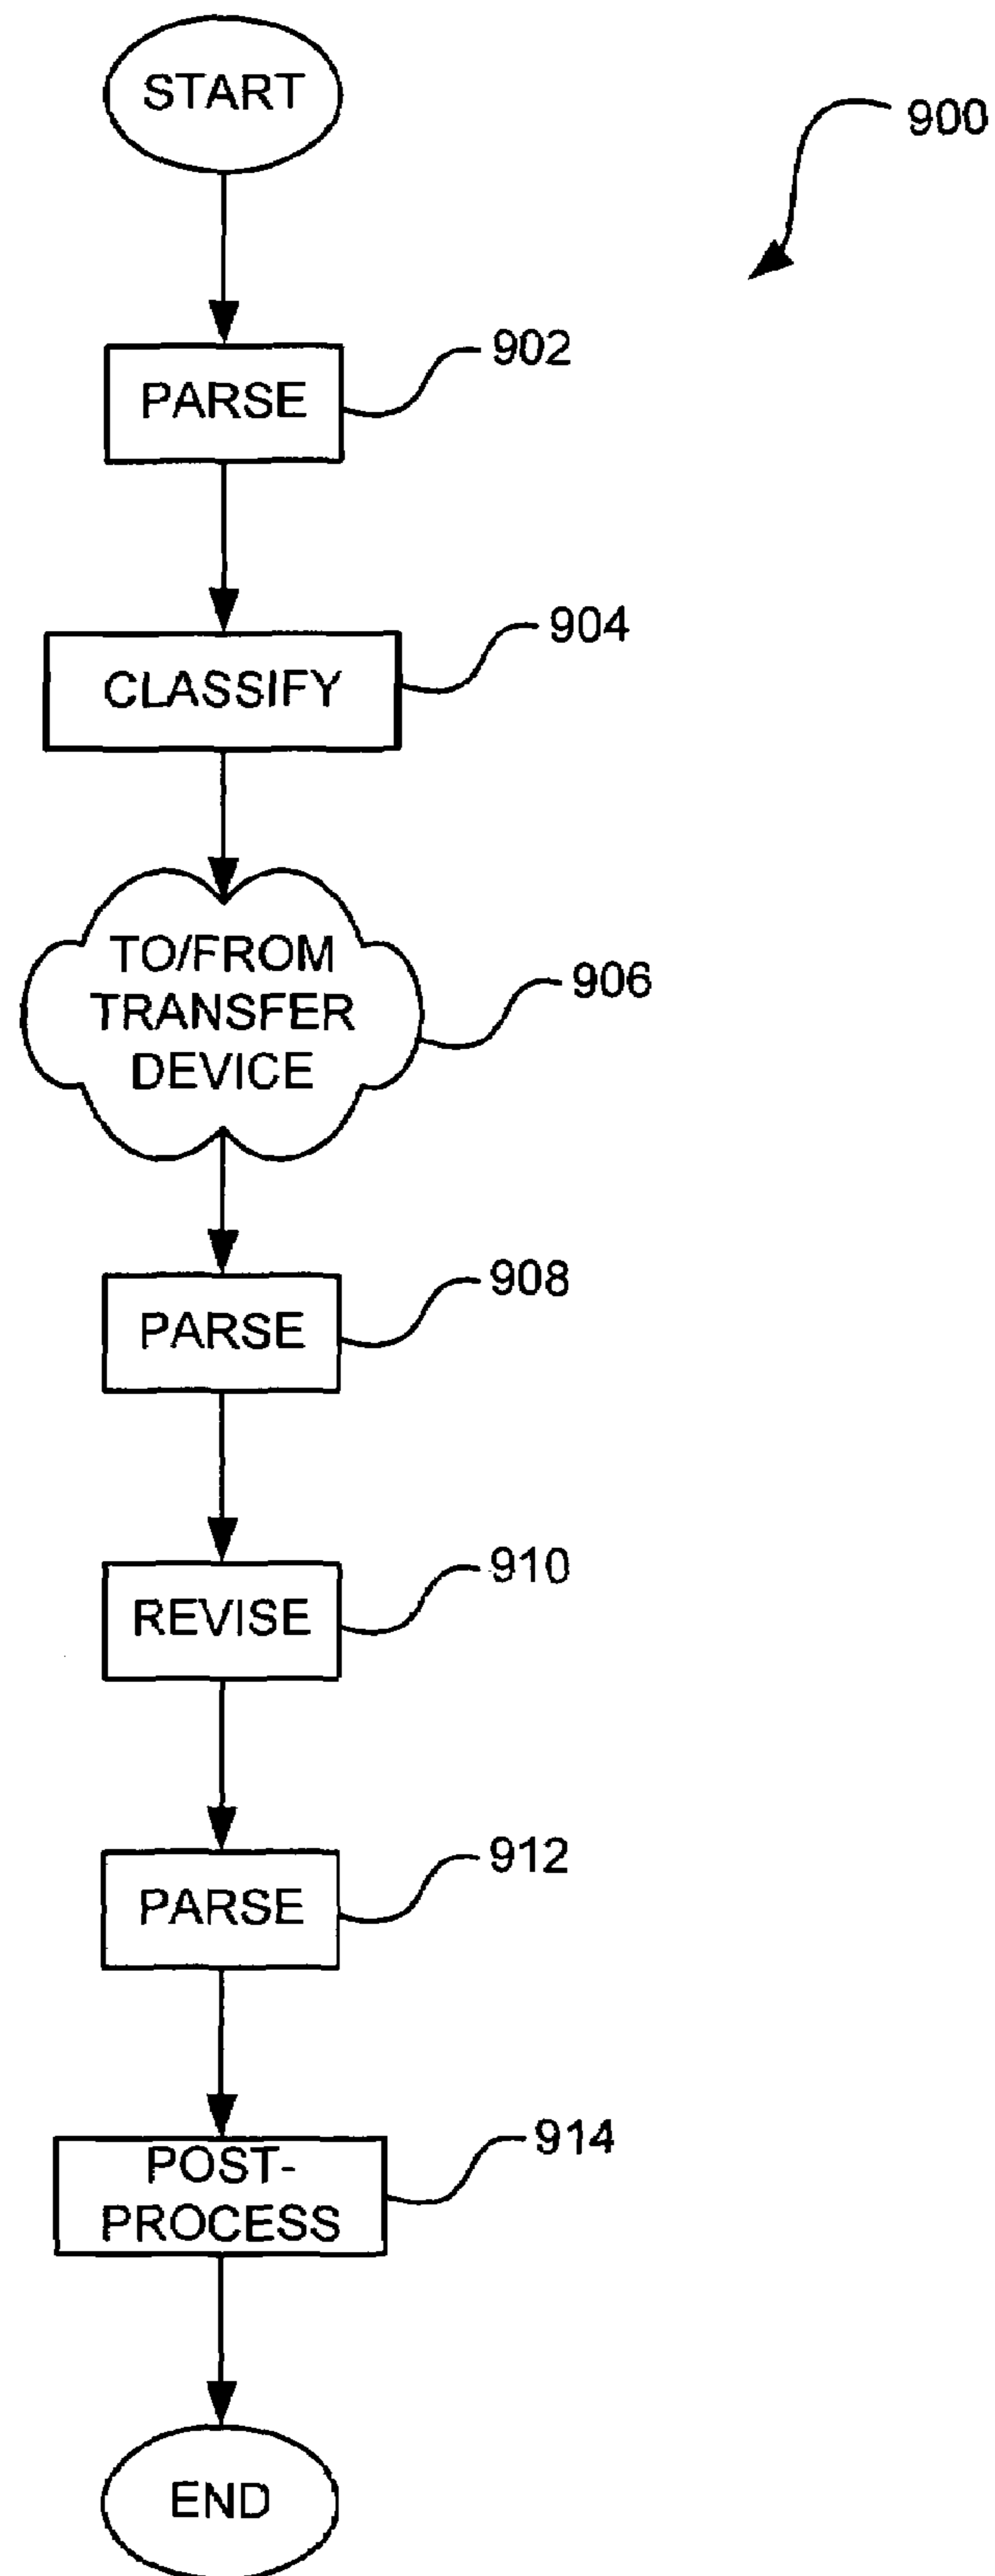 START
900
902
PARSE
904
CLASSIFY
TO/FROM
TRANSFER
DEVICE
906
908
PARSE
910
REVISE
912
PARSE
914
POST-
PROCESS
END